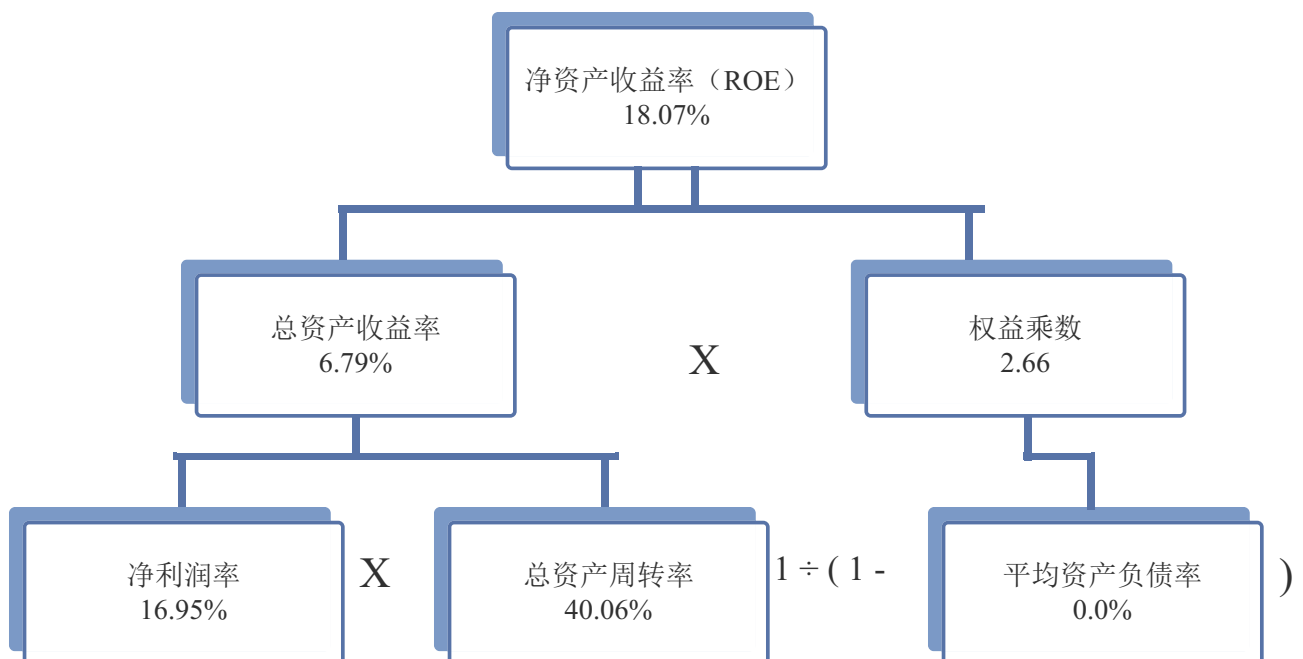 净资产收益率（ROE）
18.07%
总资产收益率
6.79%
X
权益乘数
2.66
净利润率
16.95%
X
总资产周转率
40.06%
1 ÷ ( 1 -
平均资产负债率
0.0%
)